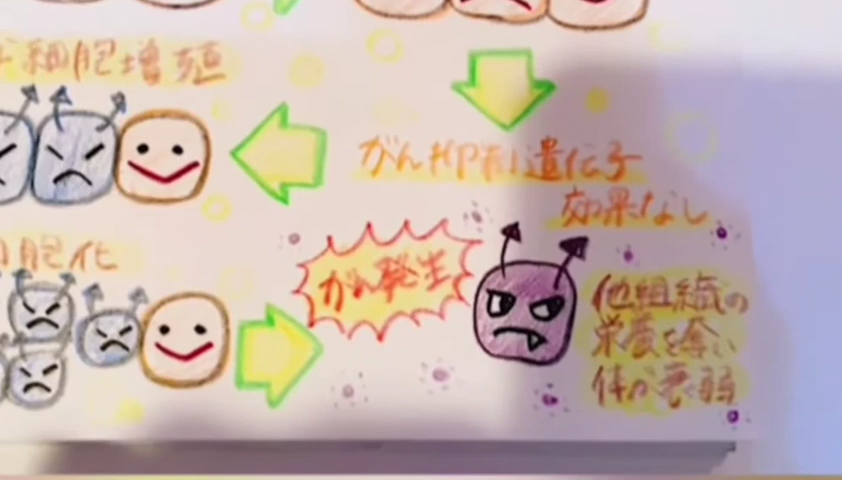 細胞増殖
がん抑制遺伝子
効果なし
胞化
がん発生
他組織の
栄養を奪い
体が衰弱